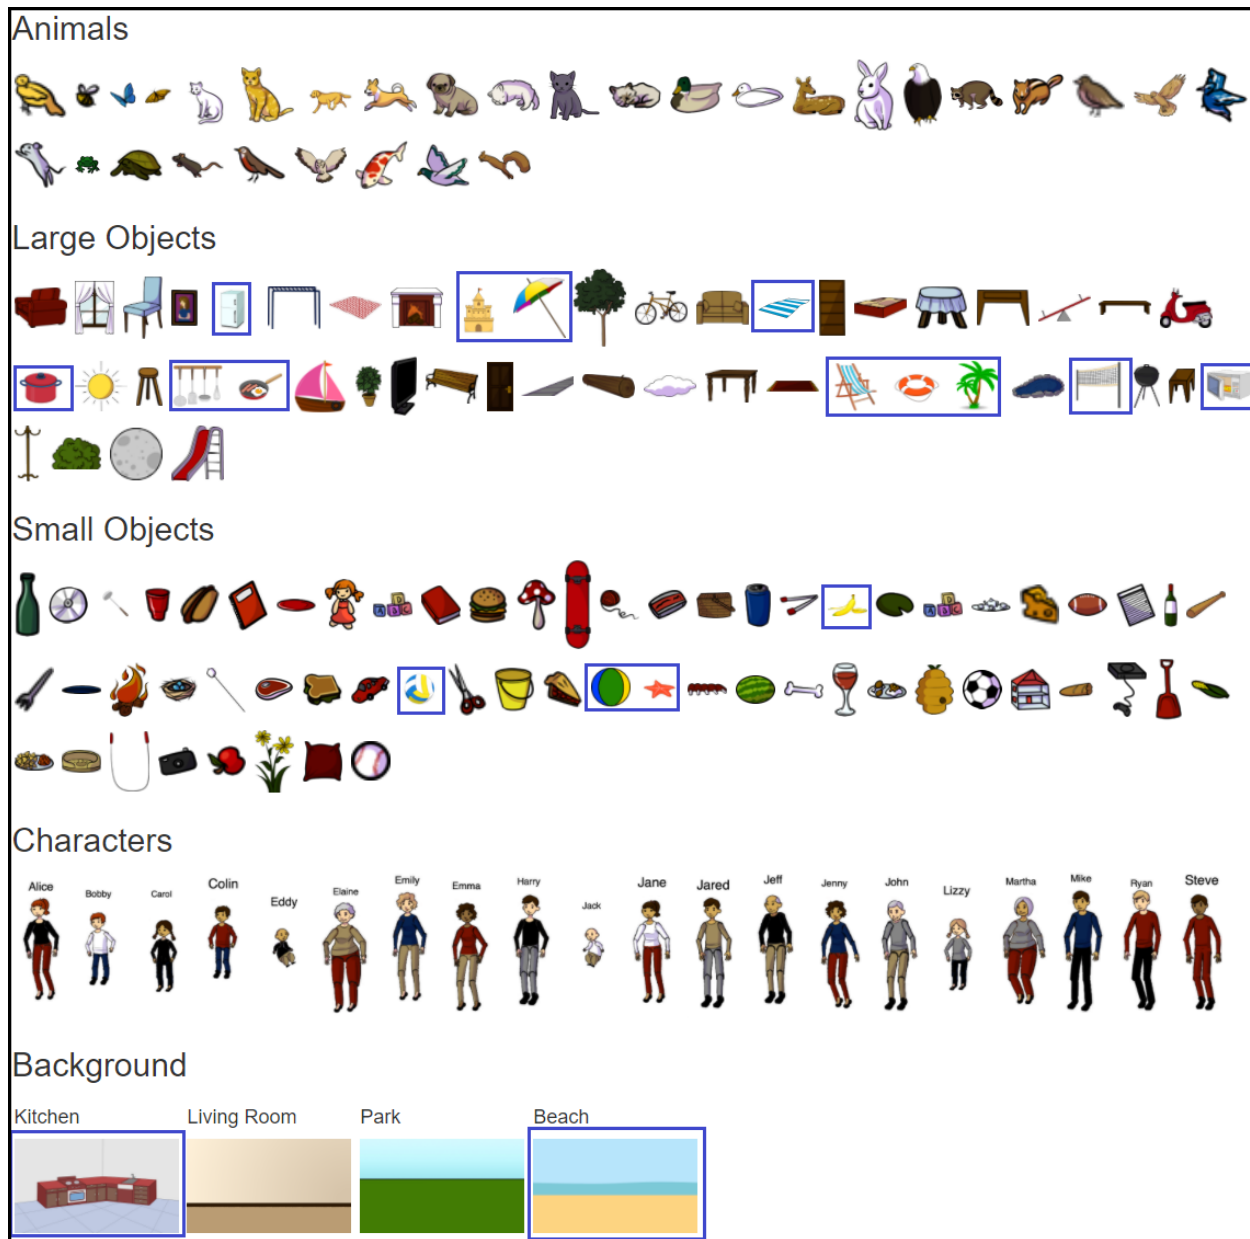 Animals
Large Objects
Small Objects
Characters
Alice Bobby Carol Colin Eddy Elaine Emily Emma Harry Jack Jane Jared Jeff Jenny John Lizzy Martha Mike Ryan Steve
Background
Kitchen Living Room Park Beach